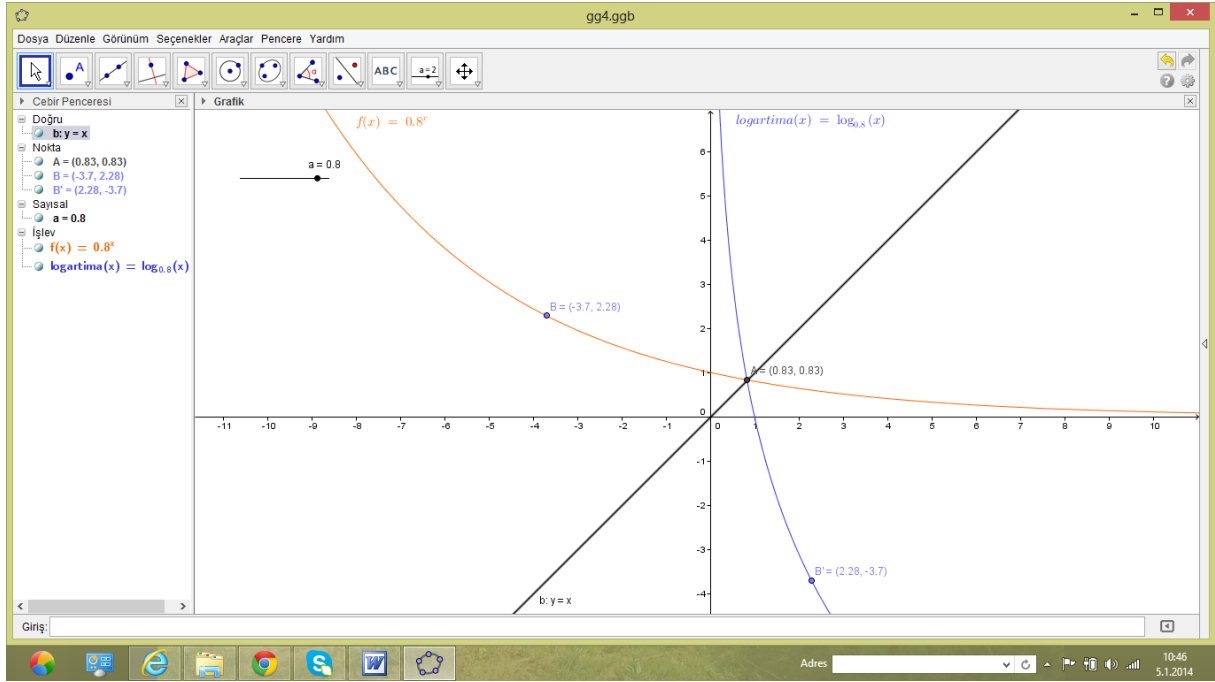 gg4.ggb
Dosya Düzenle Görünüm Seçenekler Araçlar Pencere Yardım
A
α
ABC
a=2
Cebir Penceresi
Grafik
Doğru
b: y = x
Nokta
A = (0.83, 0.83)
B = (-3.7, 2.28)
B' = (2.28, -3.7)
Sayısal
a = 0.8
İşlev
f(x) = 0.8ˣ
logartima(x) = log₀.₈(x)
f(x) = 0.8ˣ
logartima(x) = log₀.₈(x)
a = 0.8
6
5
4
3
B = (-3.7, 2.28)
2
1
A = (0.83, 0.83)
0
-11 -10 -9 -8 -7 -6 -5 -4 -3 -2 -1 0 1 2 3 4 5 6 7 8 9 10
-1
-2
-3
B' = (2.28, -3.7)
-4
b: y = x
Giriş:
W
Adres
10:46
5.1.2014